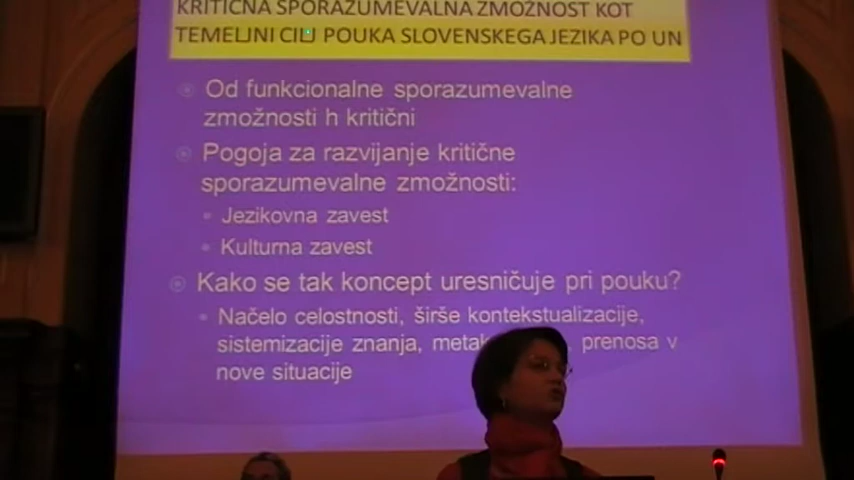 KRITIČNA SPORAZUMEVALNA ZMOŽNOST KOT
TEMELJNI CILJ POUKA SLOVENSKEGA JEZIKA PO UN
Od funkcionalne sporazumevalne
zmožnosti h kritični
Pogoja za razvijanje kritične
sporazumevalne zmožnosti:
Jezikovna zavest
Kulturna zavest
Kako se tak koncept uresničuje pri pouku?
Načelo celostnosti, širše kontekstualizacije,
sistemizacije znanja, prenosa v
nove situacije